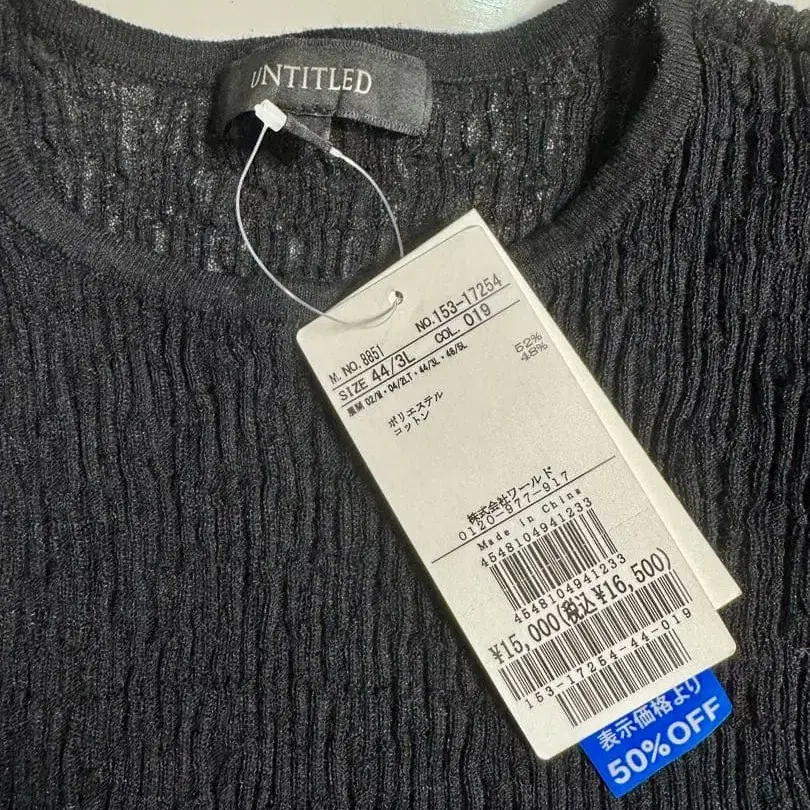 UNTITLED
M. NO. 8851 NO. 153-17254
SIZE 44/3L COL. 019
展開 02/M・04/2LT・44/3L・48/5L
ポリエステル 52%
コットン 48%
株式会社ワールド
0120-977-917
Made in China
4548104941233
4548104941233
¥15,000(税込¥16,500)
153-17254-44-019
表示価格より
50%OFF